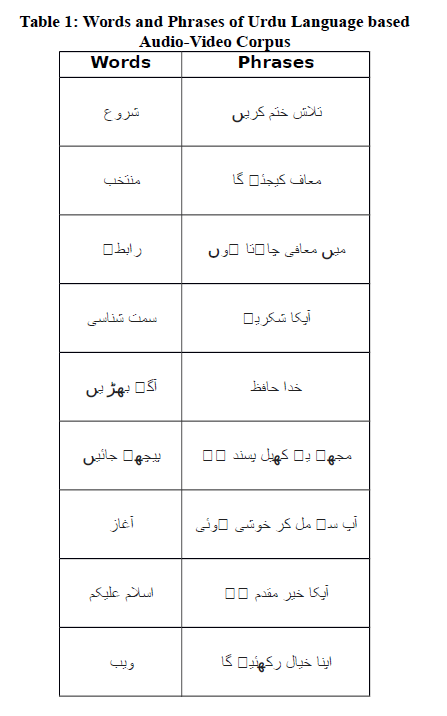 Table 1: Words and Phrases of Urdu Language based
Audio-Video Corpus
Words
Phrases
شروع
تلاش ختم کریں
منتخب
معاف کیجئ□ گا
رابط□
میں معافی چا□تا □وں
سمت شناسی
آپکا شکری□
آگ□ بھڑیں
خدا حافظ
پیچھ□ جائیں
مجھ□ ی□ کھیل پسند □□
آغاز
آپ س□ مل کر خوشی □وئی
اسلام علیکم
آپکا خیر مقدم □□
ویب
اپنا خیال رکھئی□ گا